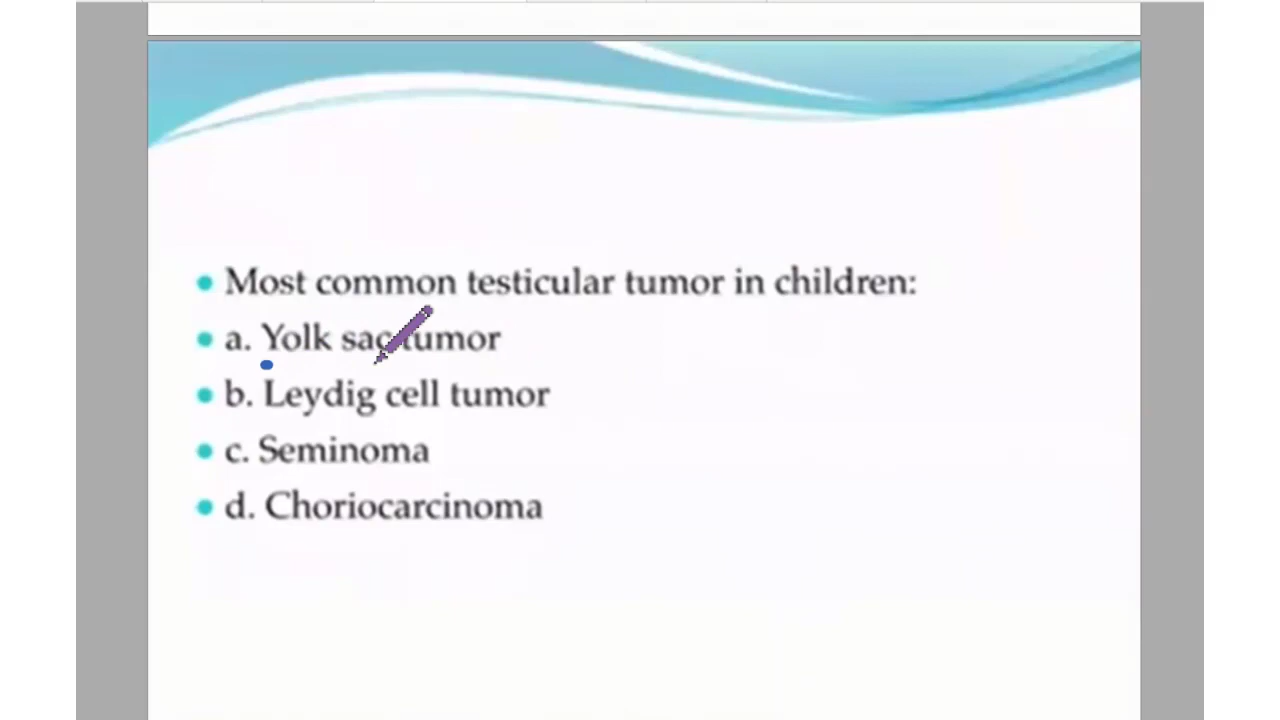 Most common testicular tumor in children:
a. Yolk sac tumor
b. Leydig cell tumor
c. Seminoma
d. Choriocarcinoma